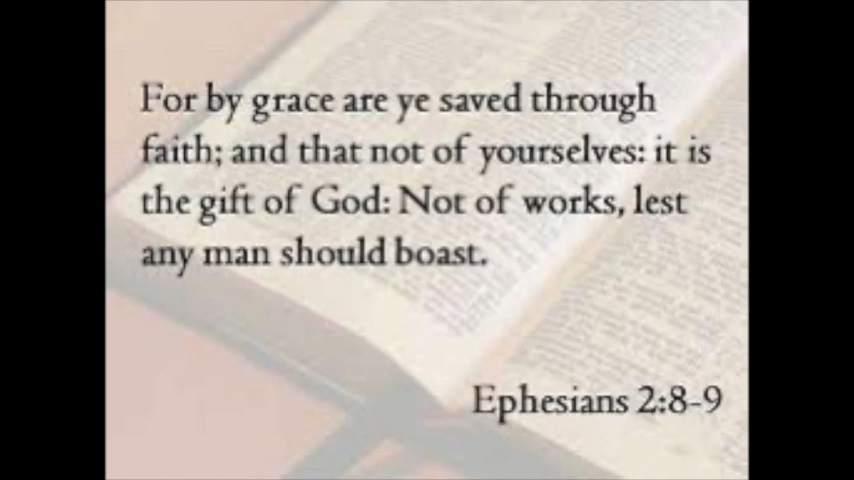 For by grace are ye saved through
faith; and that not of yourselves: it is
the gift of God: Not of works, lest
any man should boast.
Ephesians 2:8-9